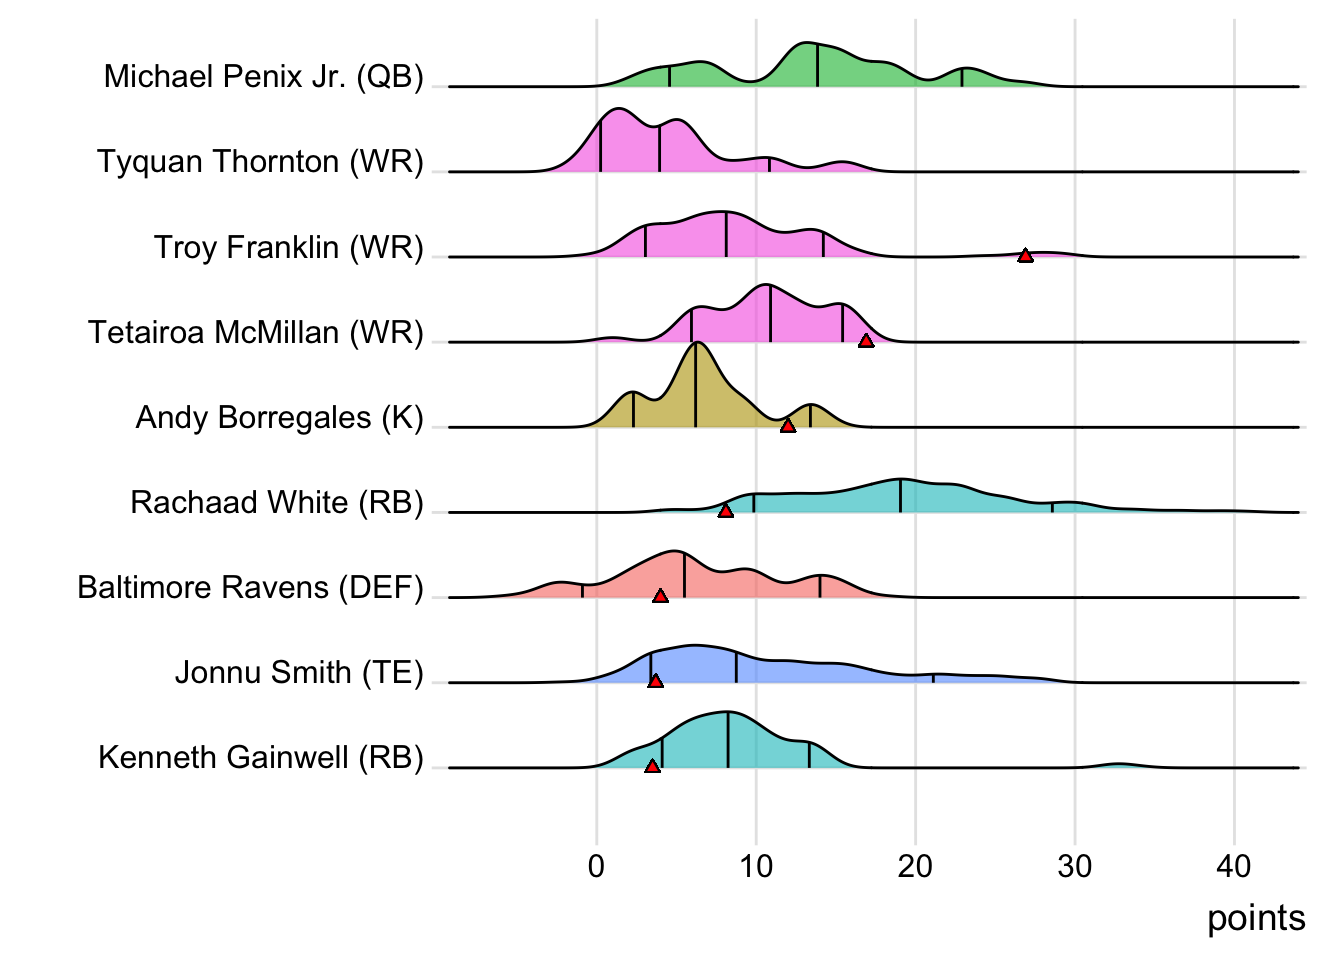 Michael Penix Jr. (QB)
Tyquan Thornton (WR)
Troy Franklin (WR)
Tetairoa McMillan (WR)
Andy Borregales (K)
Rachaad White (RB)
Baltimore Ravens (DEF)
Jonnu Smith (TE)
Kenneth Gainwell (RB)
0 10 20 30 40
points